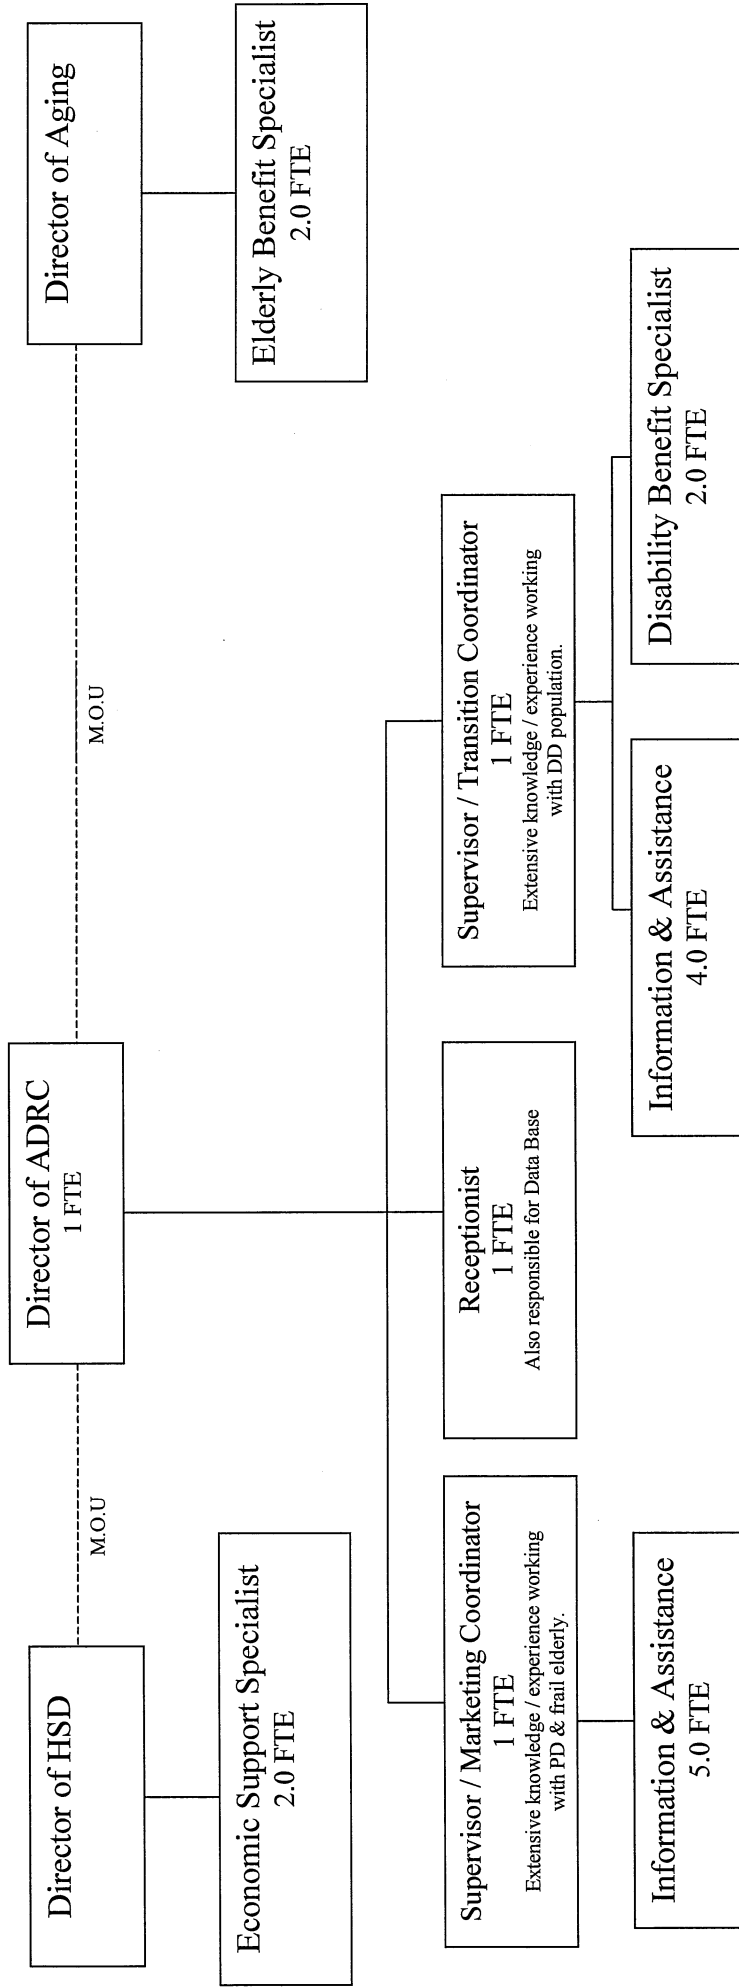 Director of HSD
M.O.U
Director of ADRC
1 FTE
M.O.U
Director of Aging
Economic Support Specialist
2.0 FTE
Elderly Benefit Specialist
2.0 FTE
Supervisor / Marketing Coordinator
1 FTE
Extensive knowledge / experience working
with PD & frail elderly.
Receptionist
1 FTE
Also responsible for Data Base
Supervisor / Transition Coordinator
1 FTE
Extensive knowledge / experience working
with DD population.
Information & Assistance
5.0 FTE
Information & Assistance
4.0 FTE
Disability Benefit Specialist
2.0 FTE